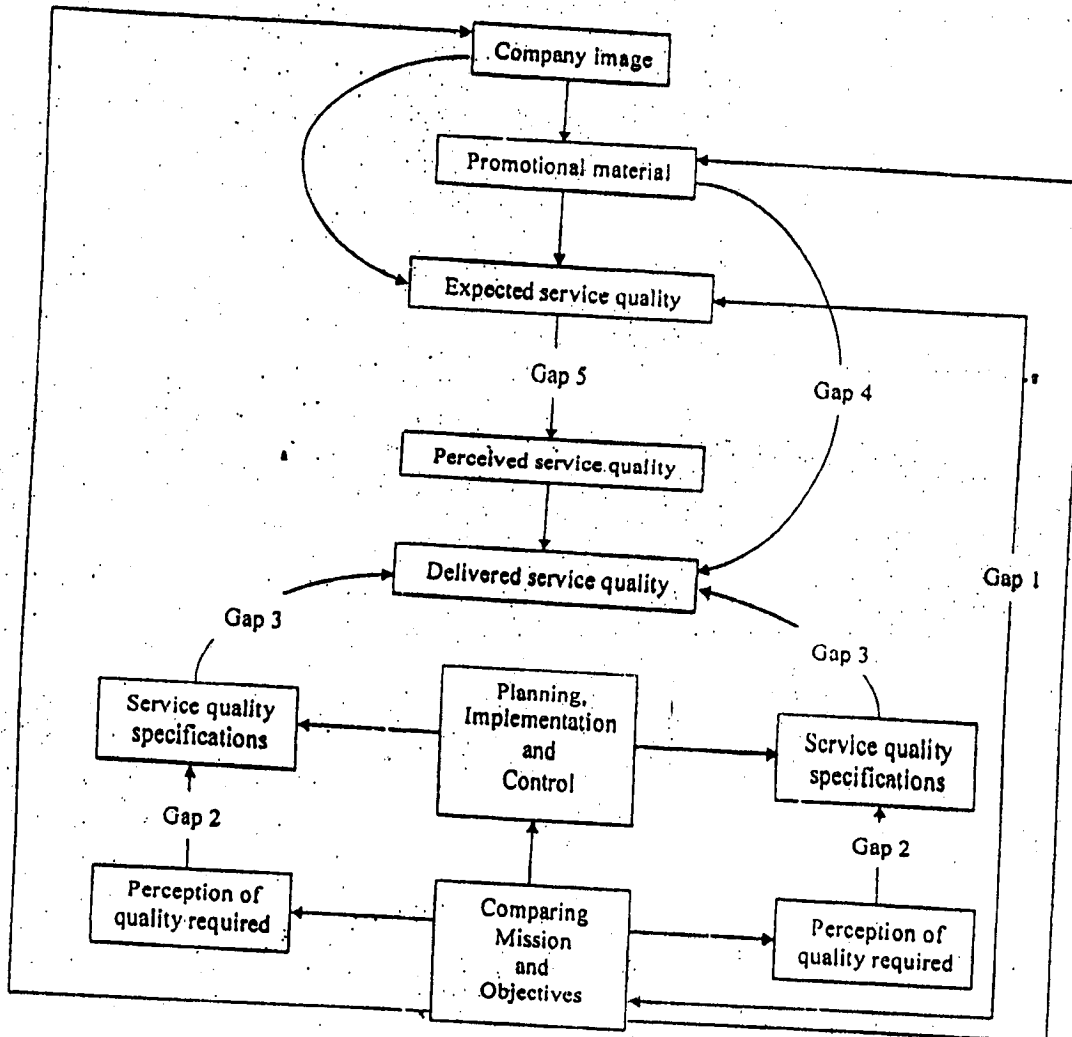 Company image
Promotional material
Expected service quality
Gap 5
Gap 4
Perceived service quality
Delivered service quality
Gap 1
Gap 3
Gap 3
Service quality
specifications
Planning,
Implementation
and
Control
Service quality
specifications
Gap 2
Gap 2
Perception of
quality required
Comparing
Mission
and
Objectives
Perception of
quality required